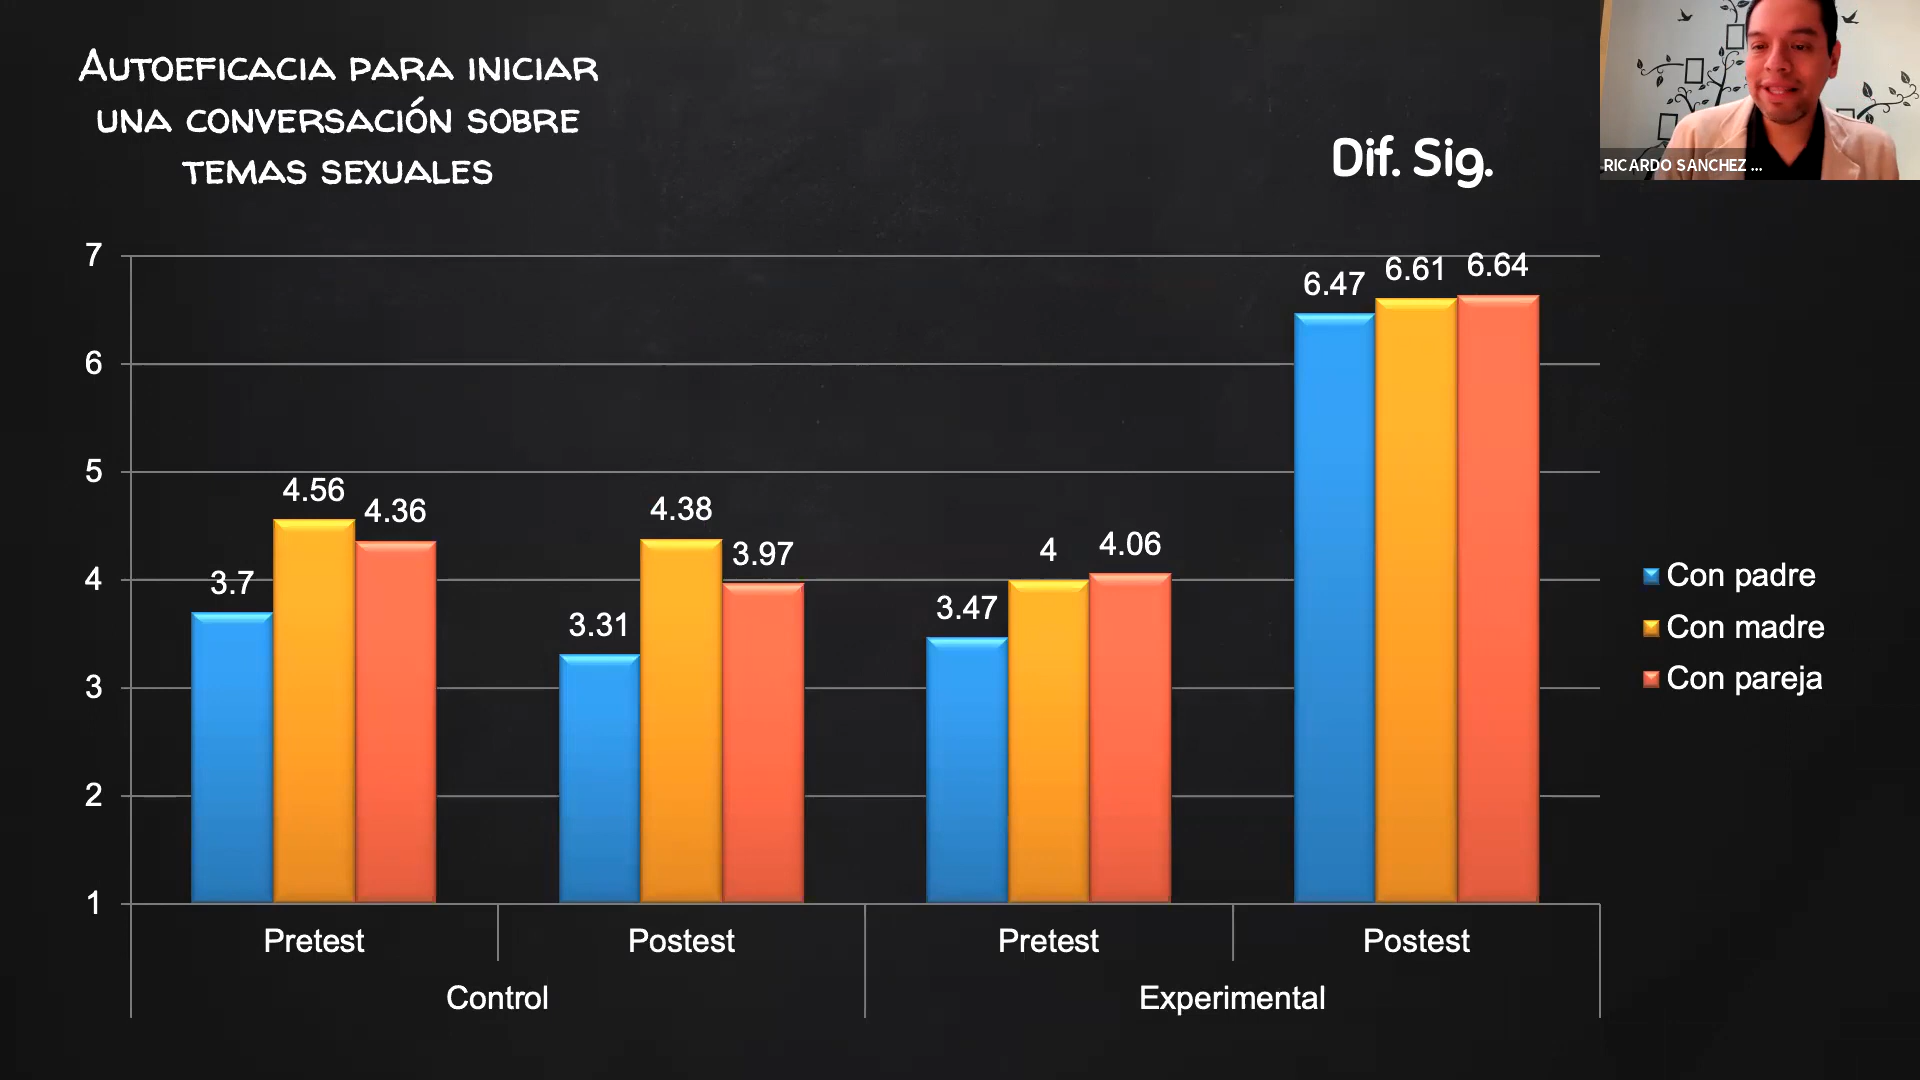 AUTOEFICACIA PARA INICIAR
UNA CONVERSACIÓN SOBRE
TEMAS SEXUALES
Dif. Sig.
RICARDO SANCHEZ ...
7
6
5
4
3
2
1
3.7
4.56
4.36
3.31
4.38
3.97
3.47
4
4.06
6.47
6.61
6.64
Con padre
Con madre
Con pareja
Pretest
Postest
Pretest
Postest
Control
Experimental